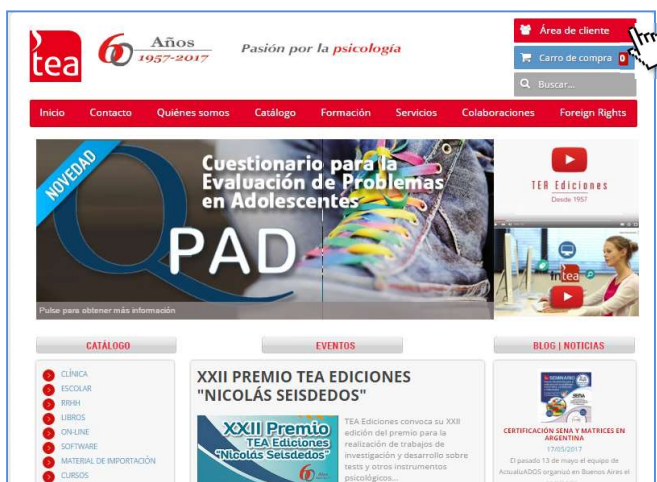 tea
60 Años
1957-2017
Pasión por la psicología
Área de cliente
Carro de compra 0
Buscar...
Inicio Contacto Quiénes somos Catálogo Formación Servicios Colaboraciones Foreign Rights
NOVEDAD
Cuestionario para la
Evaluación de Problemas
en Adolescentes
Q
PAD
Pulse para obtener más información
TEA Ediciones
Desde 1957
tea
CATÁLOGO
CLÍNICA
ESCOLAR
RRHH
LIBROS
ON-LINE
SOFTWARE
MATERIAL DE IMPORTACIÓN
CURSOS
EVENTOS
XXII PREMIO TEA EDICIONES
"NICOLÁS SEISDEDOS"
XXII Premio
TEA Ediciones
"Nicolás Seisdedos"
60
TEA Ediciones convoca su XXII
edición del premio para la
realización de trabajos de
investigación y desarrollo sobre
tests y otros instrumentos
psicológicos...
BLOG | NOTICIAS
SEMINARIO
SENA
CERTIFICACIÓN SENA Y MATRICES EN
ARGENTINA
17/05/2017
El pasado 13 de mayo el equipo de
ActualuADOS organizó en Buenos Aires el